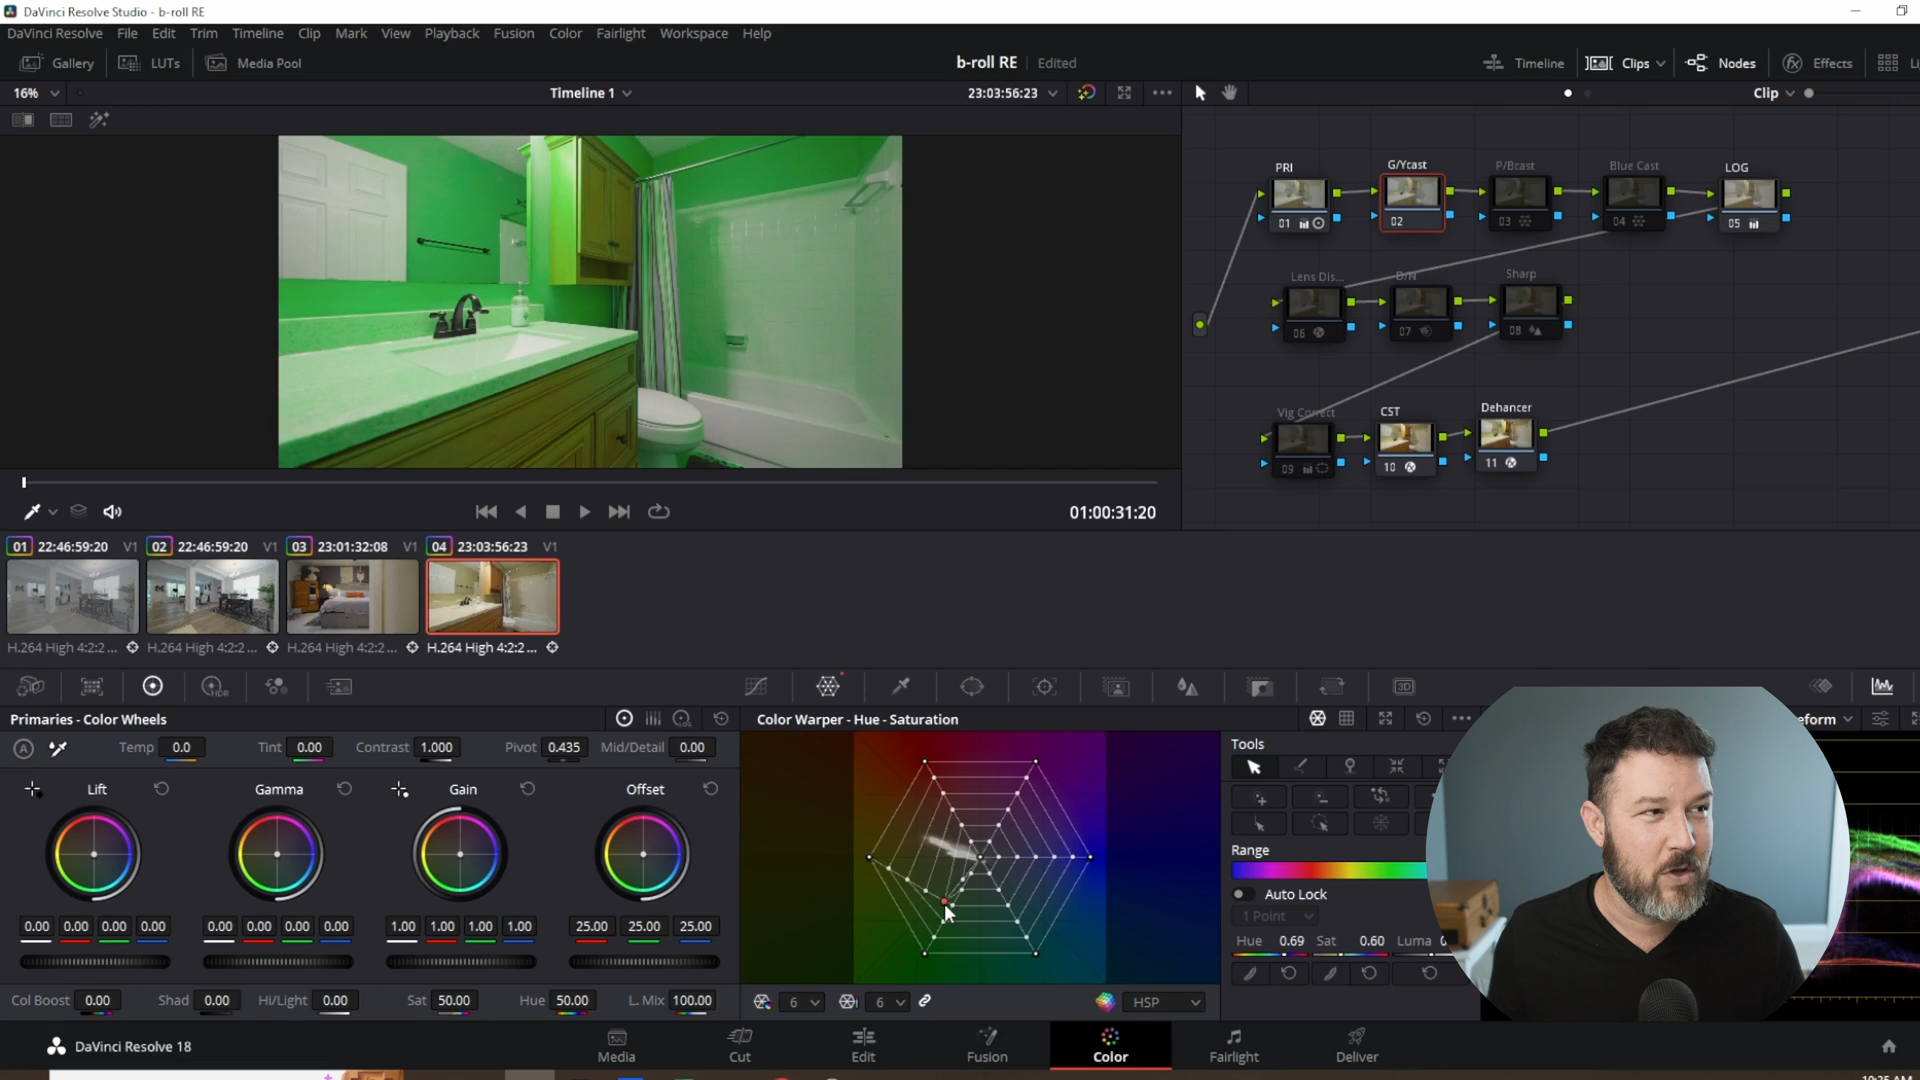 DaVinci Resolve Studio - b-roll RE
DaVinci Resolve File Edit Trim Timeline Clip Mark View Playback Fusion Color Fairlight Workspace Help
Gallery LUTs Media Pool b-roll RE Edited Timeline Clips Nodes Effects Li
16% Timeline 1 23:03:56:23 Clip
PRI G/Ycast P/Bcast Blue Cast LOG
01 02 03 04 05
Lens Dis... D/N Sharp
06 07 08
Vig Correct CST Dehancer
09 10 11
01:00:31:20
01 22:46:59:20 V1 02 22:46:59:20 V1 03 23:01:32:08 V1 04 23:03:56:23 V1
H.264 High 4:2:2... H.264 High 4:2:2... H.264 High 4:2:2... H.264 High 4:2:2...
HDR 3D
Primaries - Color Wheels Color Warper - Hue - Saturation eform
A Temp 0.0 Tint 0.00 Contrast 1.000 Pivot 0.435 Mid/Detail 0.00 Tools
Lift Gamma Gain Offset
Range
Auto Lock
1 Point
0.00 0.00 0.00 0.00 0.00 0.00 0.00 0.00 1.00 1.00 1.00 1.00 25.00 25.00 25.00
Hue 0.69 Sat 0.60 Luma 0
Col Boost 0.00 Shad 0.00 Hi/Light 0.00 Sat 50.00 Hue 50.00 L. Mix 100.00 6 6 HSP
DaVinci Resolve 18 Media Cut Edit Fusion Color Fairlight Deliver